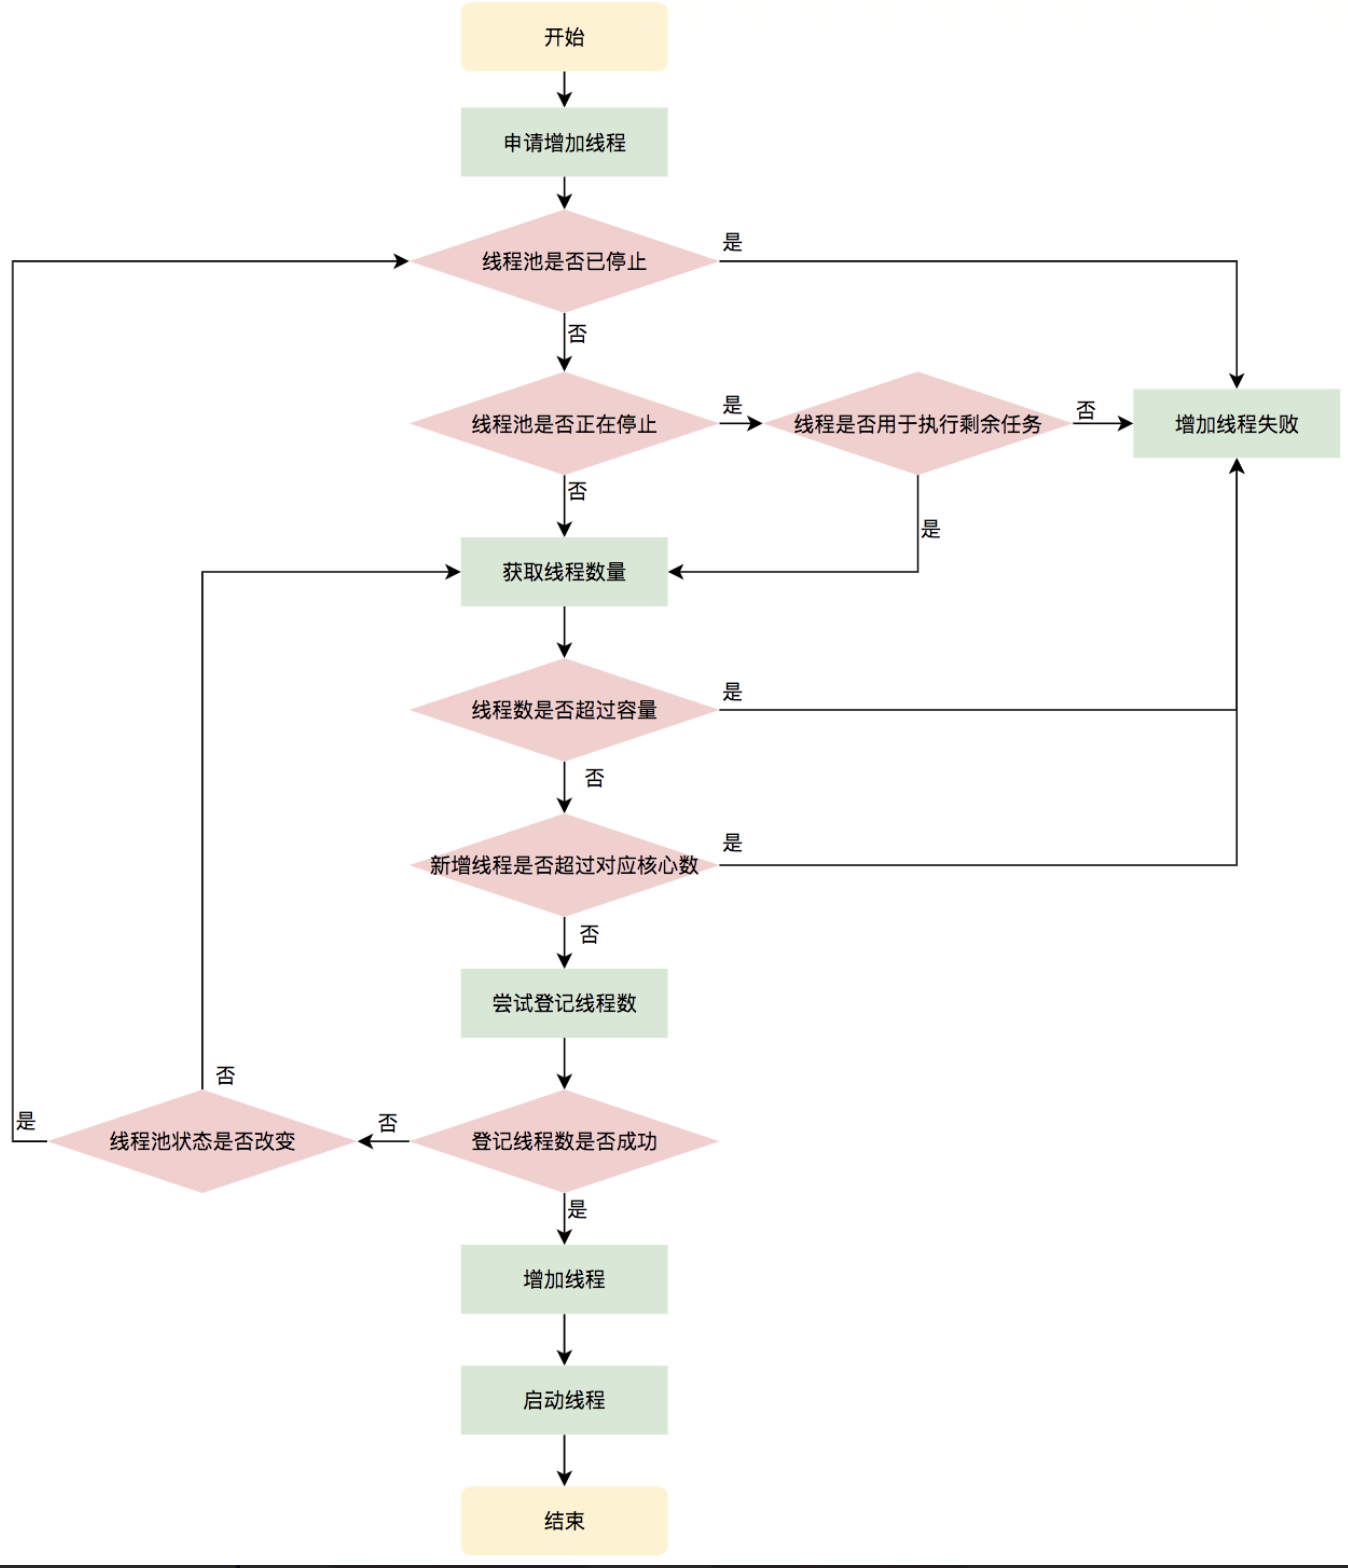 开始
申请增加线程
线程池是否已停止
是
否
线程池是否正在停止
是
线程是否用于执行剩余任务
否
增加线程失败
否
是
获取线程数量
线程数是否超过容量
是
否
新增线程是否超过对应核心数
是
否
尝试登记线程数
否
是
线程池状态是否改变
否
登记线程数是否成功
是
增加线程
启动线程
结束